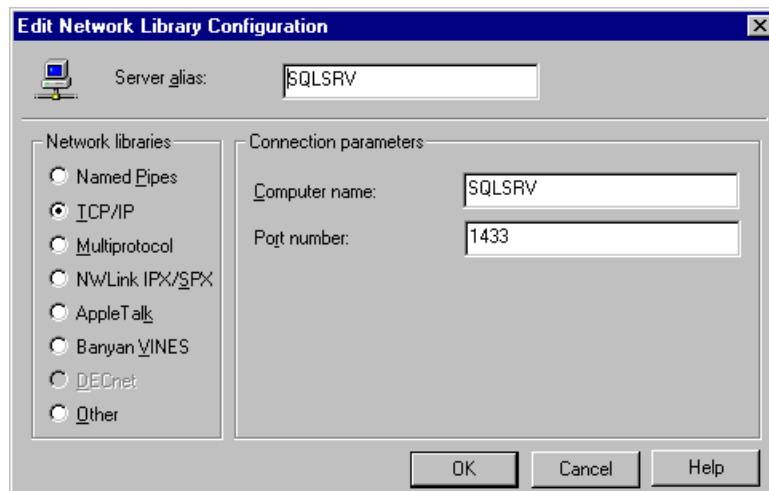 Edit Network Library Configuration
Server alias: SQLSRV
Network libraries
Named Pipes
TCP/IP
Multiprotocol
NWLink IPX/SPX
AppleTalk
Banyan VINES
DECnet
Other
Connection parameters
Computer name: SQLSRV
Port number: 1433
OK Cancel Help